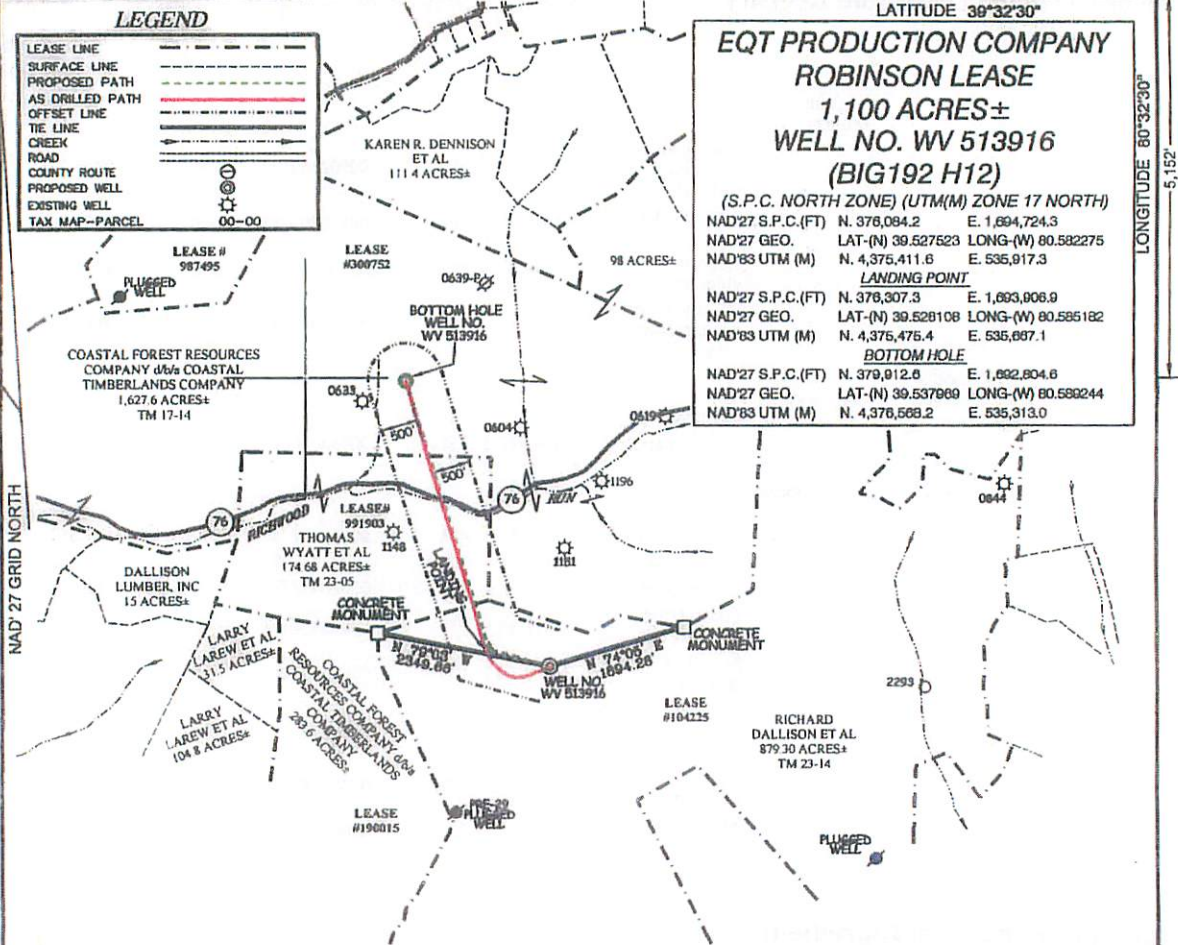 LATITUDE 39°32'30"
LEGEND
LEASE LINE
SURFACE LINE
PROPOSED PATH
AS DRILLED PATH
OFFSET LINE
TIE LINE
CREEK
ROAD
COUNTY ROUTE
PROPOSED WELL
EXISTING WELL
TAX MAP-PARCEL 00-00
EQT PRODUCTION COMPANY
ROBINSON LEASE
1,100 ACRES±
WELL NO. WV 513916
(BIG192 H12)
(S.P.C. NORTH ZONE) (UTM(M) ZONE 17 NORTH)
NAD'27 S.P.C.(FT) N. 376,084.2 E. 1,694,724.3
NAD'27 GEO. LAT-(N) 39.527523 LONG-(W) 80.582275
NAD'83 UTM (M) N. 4,375,411.6 E. 535,917.3
LANDING POINT
NAD'27 S.P.C.(FT) N. 376,307.3 E. 1,693,906.9
NAD'27 GEO. LAT-(N) 39.528108 LONG-(W) 80.585182
NAD'83 UTM (M) N. 4,375,475.4 E. 535,667.1
BOTTOM HOLE
NAD'27 S.P.C.(FT) N. 379,912.6 E. 1,692,804.6
NAD'27 GEO. LAT-(N) 39.537969 LONG-(W) 80.589244
NAD'83 UTM (M) N. 4,376,568.2 E. 535,313.0
LONGITUDE 80°32'30"
5,152'
KAREN R. DENNISON
ET AL
111.4 ACRES±
LEASE #
987495
LEASE
#300752
98 ACRES±
PLUGGED
WELL
0639-P
BOTTOM HOLE
WELL NO.
WV 513916
COASTAL FOREST RESOURCES
COMPANY d/b/a COASTAL
TIMBERLANDS COMPANY
1,627.6 ACRES±
TM 17-14
0633
0604
0619
500'
500'
1196
0844
76
RICHWOOD
76
RUN
LEASE#
991903
THOMAS
WYATT ET AL
174.68 ACRES±
TM 23-05
1148
1181
LANDING
POINT
DALLISON
LUMBER, INC
15 ACRES±
NAD' 27 GRID NORTH
CONCRETE
MONUMENT
CONCRETE
MONUMENT
LARRY
LAREW ET AL
31.5 ACRES±
N 79°03' W
2349.66'
N 74°05' E
1894.28'
WELL NO.
WV 513916
COASTAL FOREST
RESOURCES COMPANY d/b/a
COASTAL TIMBERLANDS
COMPANY
283.6 ACRES±
LARRY
LAREW ET AL
104.8 ACRES±
LEASE
#104225
2293
RICHARD
DALLISON ET AL
879.30 ACRES±
TM 23-14
LEASE
#190015
PRE-29
PLUGGED
WELL
PLUGGED
WELL